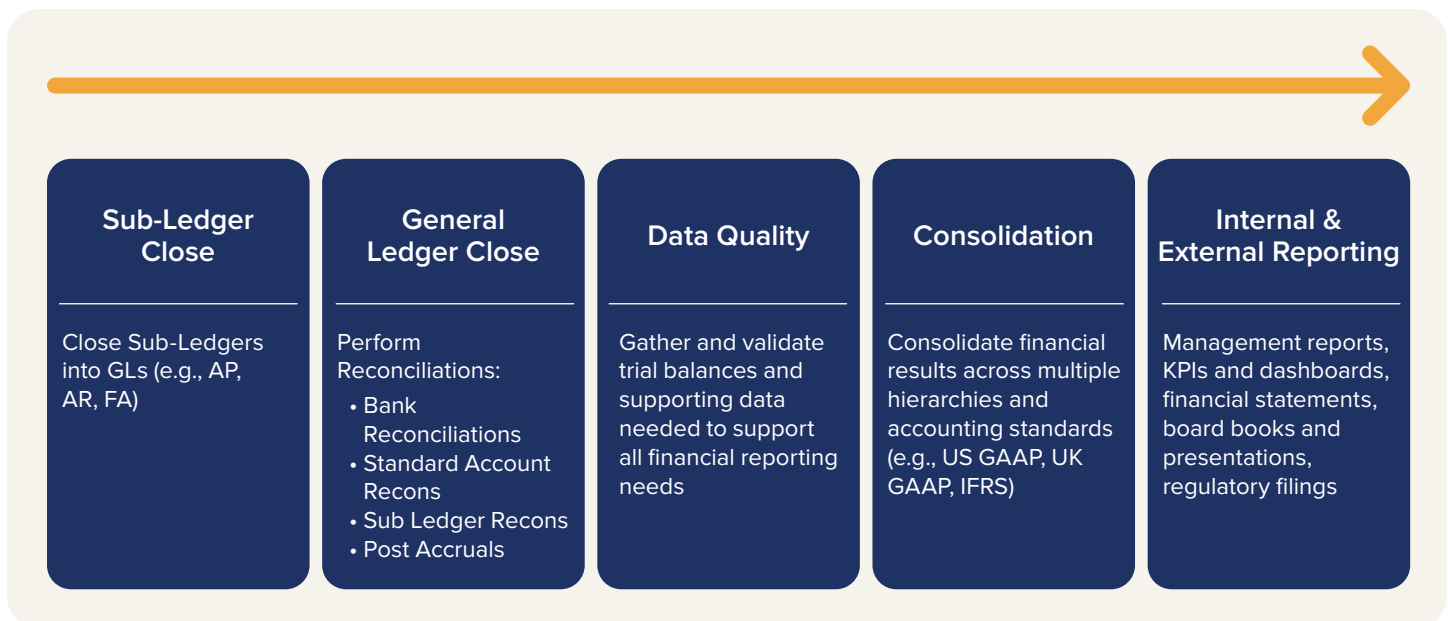 Sub-Ledger
Close
Close Sub-Ledgers
into GLs (e.g., AP,
AR, FA)
General
Ledger Close
Perform
Reconciliations:
• Bank
Reconciliations
• Standard Account
Recons
• Sub Ledger Recons
• Post Accruals
Data Quality
Gather and validate
trial balances and
supporting data
needed to support
all financial reporting
needs
Consolidation
Consolidate financial
results across multiple
hierarchies and
accounting standards
(e.g., US GAAP, UK
GAAP, IFRS)
Internal &
External Reporting
Management reports,
KPIs and dashboards,
financial statements,
board books and
presentations,
regulatory filings